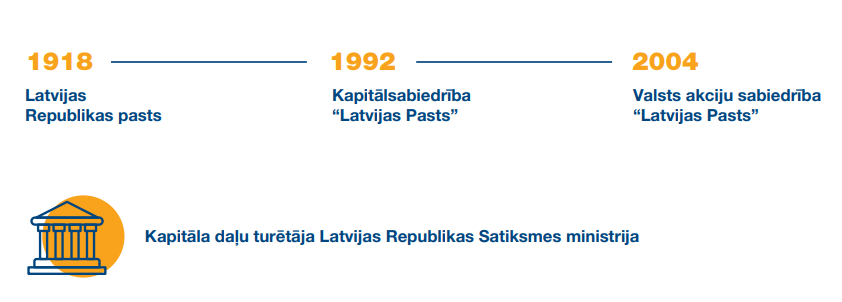 1918
Latvijas
Republikas pasts
1992
Kapitālsabiedrība
“Latvijas Pasts”
2004
Valsts akciju sabiedrība
“Latvijas Pasts”
Kapitāla daļu turētāja Latvijas Republikas Satiksmes ministrija